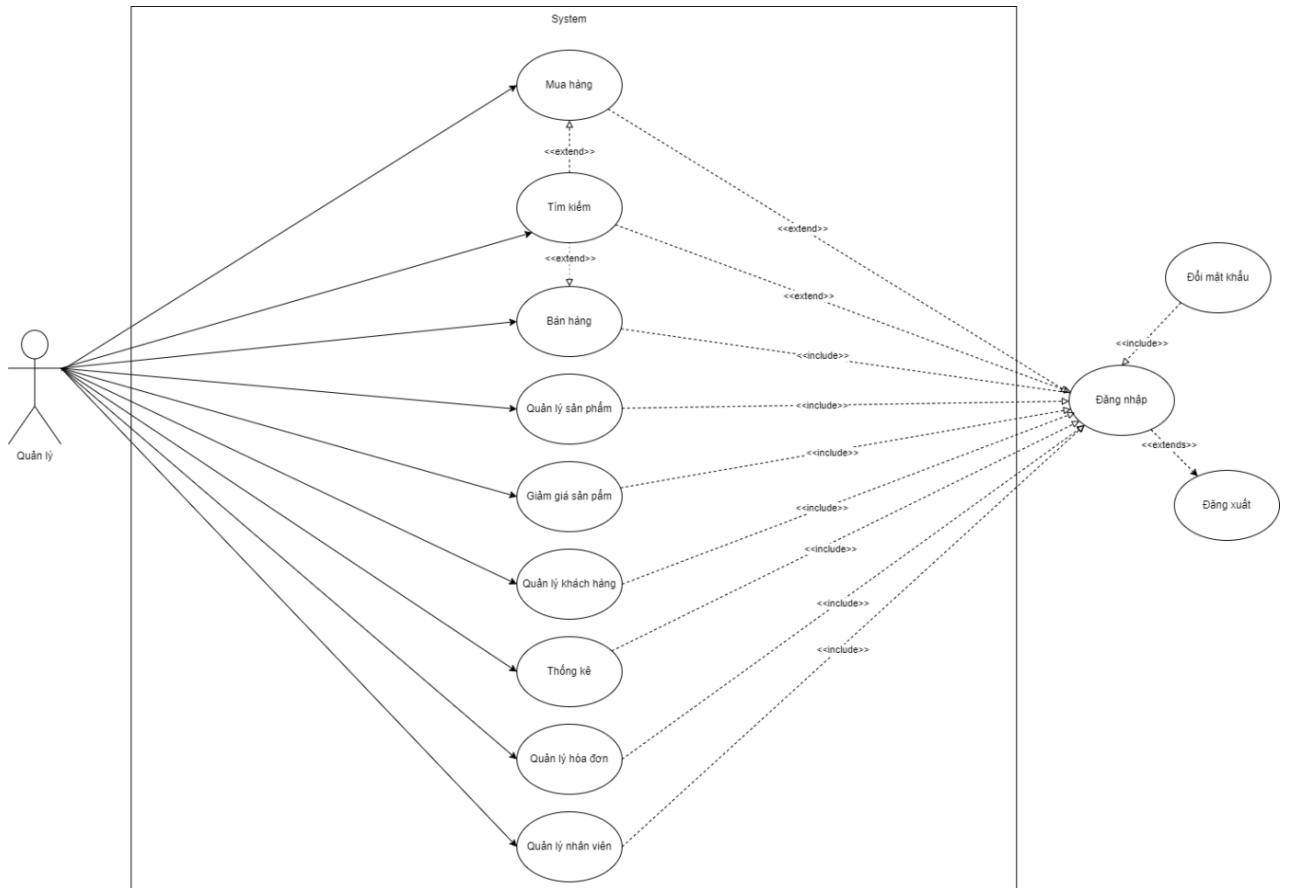 System
Mua hàng
<<extend>>
Tìm kiếm
<<extend>>
Bán hàng
Quản lý sản phẩm
Giảm giá sản pẩm
Quản lý khách hàng
Thống kê
Quản lý hóa đơn
Quản lý nhân viên
Quản lý
<<extend>>
<<extend>>
<<include>>
<<include>>
<<include>>
<<include>>
<<include>>
<<include>>
<<include>>
Đổi mật khẩu
<<include>>
Đăng nhập
<<extends>>
Đăng xuất